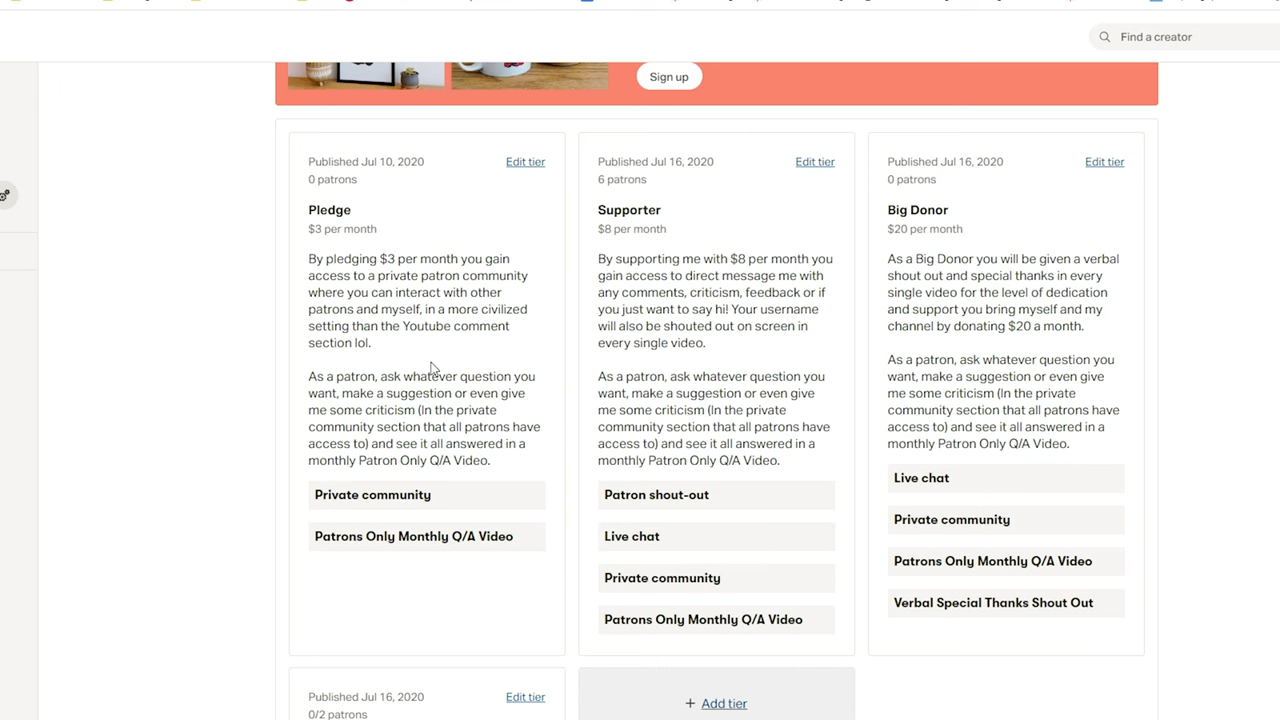 Find a creator
Sign up
Published Jul 10, 2020
Edit tier
0 patrons
Pledge
$3 per month
By pledging $3 per month you gain
access to a private patron community
where you can interact with other
patrons and myself, in a more civilized
setting than the Youtube comment
section lol.
As a patron, ask whatever question you
want, make a suggestion or even give
me some criticism (In the private
community section that all patrons have
access to) and see it all answered in a
monthly Patron Only Q/A Video.
Private community
Patrons Only Monthly Q/A Video
Published Jul 16, 2020
Edit tier
6 patrons
Supporter
$8 per month
By supporting me with $8 per month you
gain access to direct message me with
any comments, criticism, feedback or if
you just want to say hi! Your username
will also be shouted out on screen in
every single video.
As a patron, ask whatever question you
want, make a suggestion or even give
me some criticism (In the private
community section that all patrons have
access to) and see it all answered in a
monthly Patron Only Q/A Video.
Patron shout-out
Live chat
Private community
Patrons Only Monthly Q/A Video
Published Jul 16, 2020
Edit tier
0 patrons
Big Donor
$20 per month
As a Big Donor you will be given a verbal
shout out and special thanks in every
single video for the level of dedication
and support you bring myself and my
channel by donating $20 a month.
As a patron, ask whatever question you
want, make a suggestion or even give
me some criticism (In the private
community section that all patrons have
access to) and see it all answered in a
monthly Patron Only Q/A Video.
Live chat
Private community
Patrons Only Monthly Q/A Video
Verbal Special Thanks Shout Out
Published Jul 16, 2020
Edit tier
0/2 patrons
+ Add tier